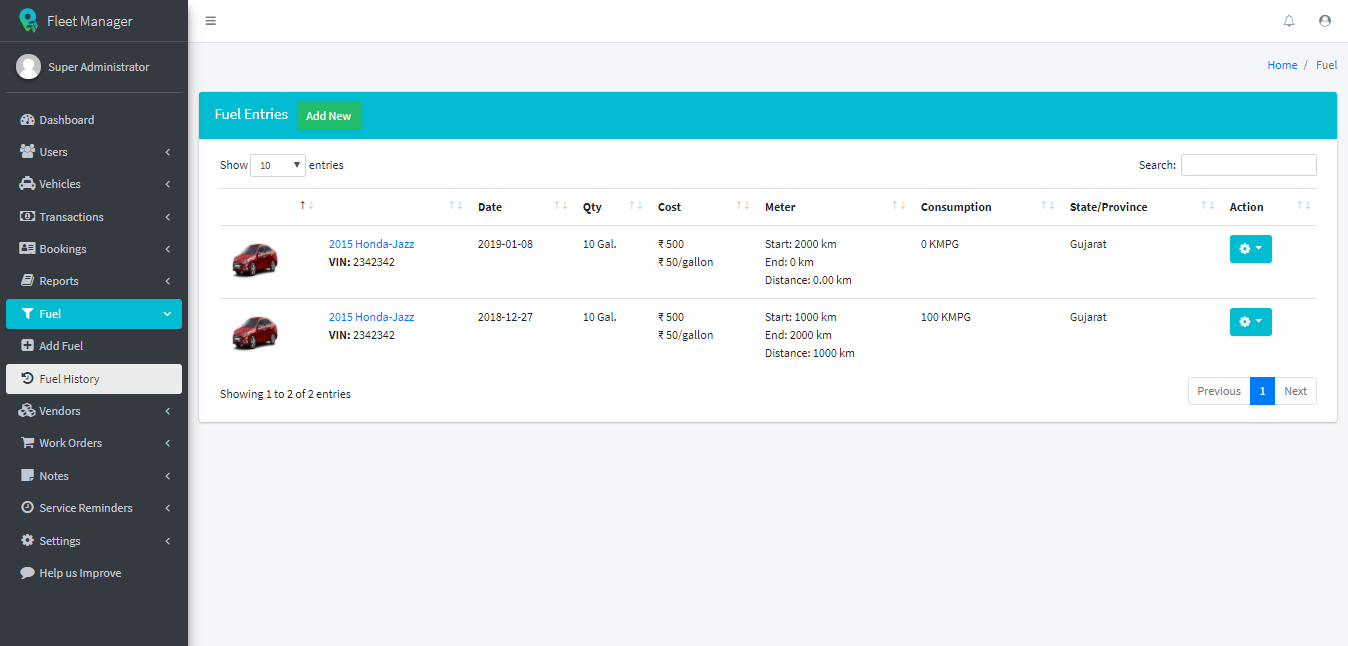 Fleet Manager
Super Administrator
Dashboard
Users
Vehicles
Transactions
Bookings
Reports
Fuel
Add Fuel
Fuel History
Vendors
Work Orders
Notes
Service Reminders
Settings
Help us Improve
Home / Fuel
Fuel Entries Add New
Show 10 entries Search:
Date Qty Cost Meter Consumption State/Province Action
2015 Honda-Jazz 2019-01-08 10 Gal. ₹ 500 Start: 2000 km 0 KMPG Gujarat
VIN: 2342342 ₹ 50/gallon End: 0 km
Distance: 0.00 km
2015 Honda-Jazz 2018-12-27 10 Gal. ₹ 500 Start: 1000 km 100 KMPG Gujarat
VIN: 2342342 ₹ 50/gallon End: 2000 km
Distance: 1000 km
Showing 1 to 2 of 2 entries Previous 1 Next